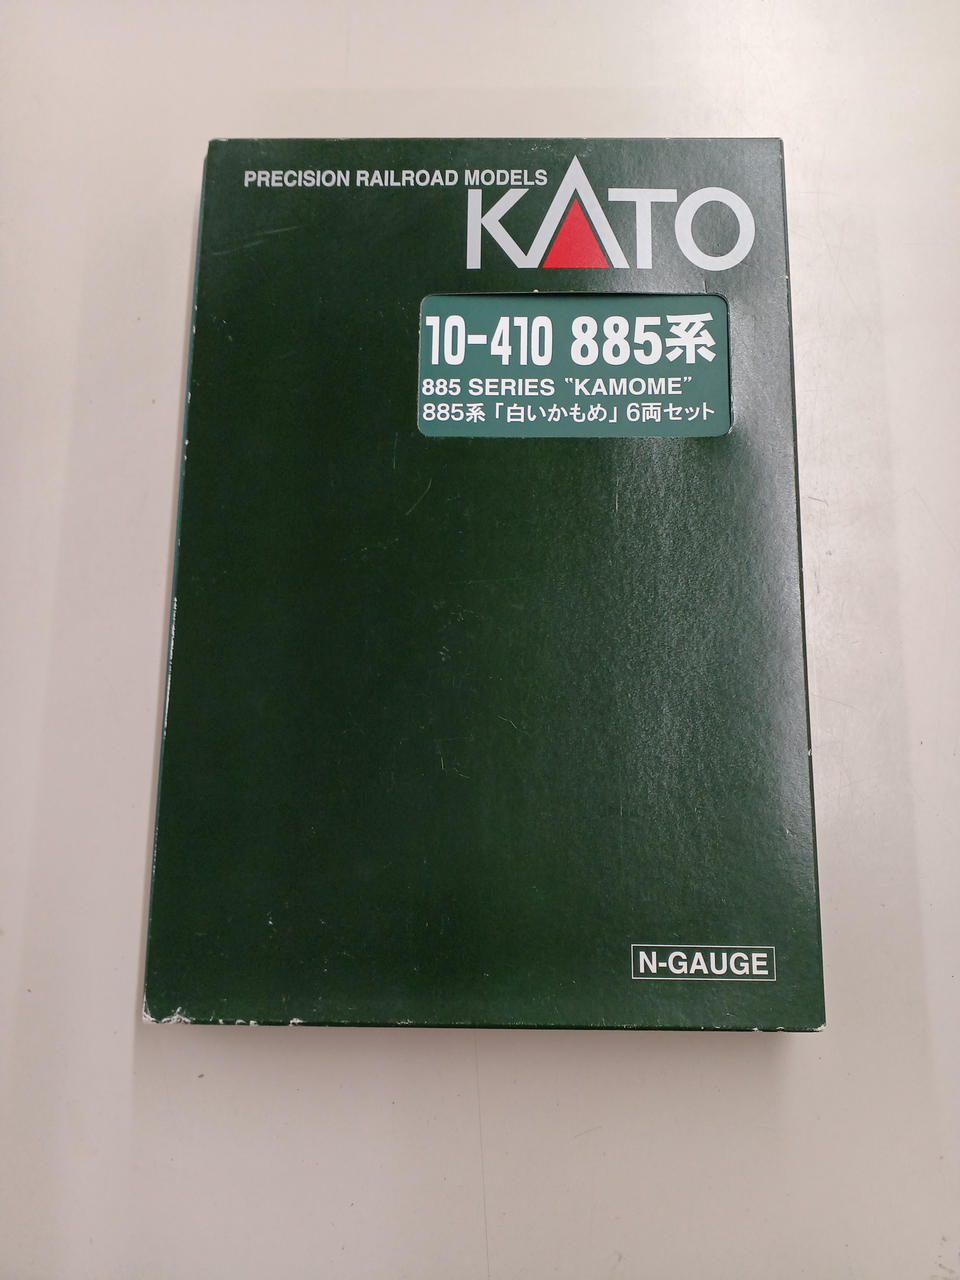 PRECISION RAILROAD MODELS
KATO
10-410 885系
885 SERIES “KAMOME”
885系「白いかもめ」6両セット
N-GAUGE